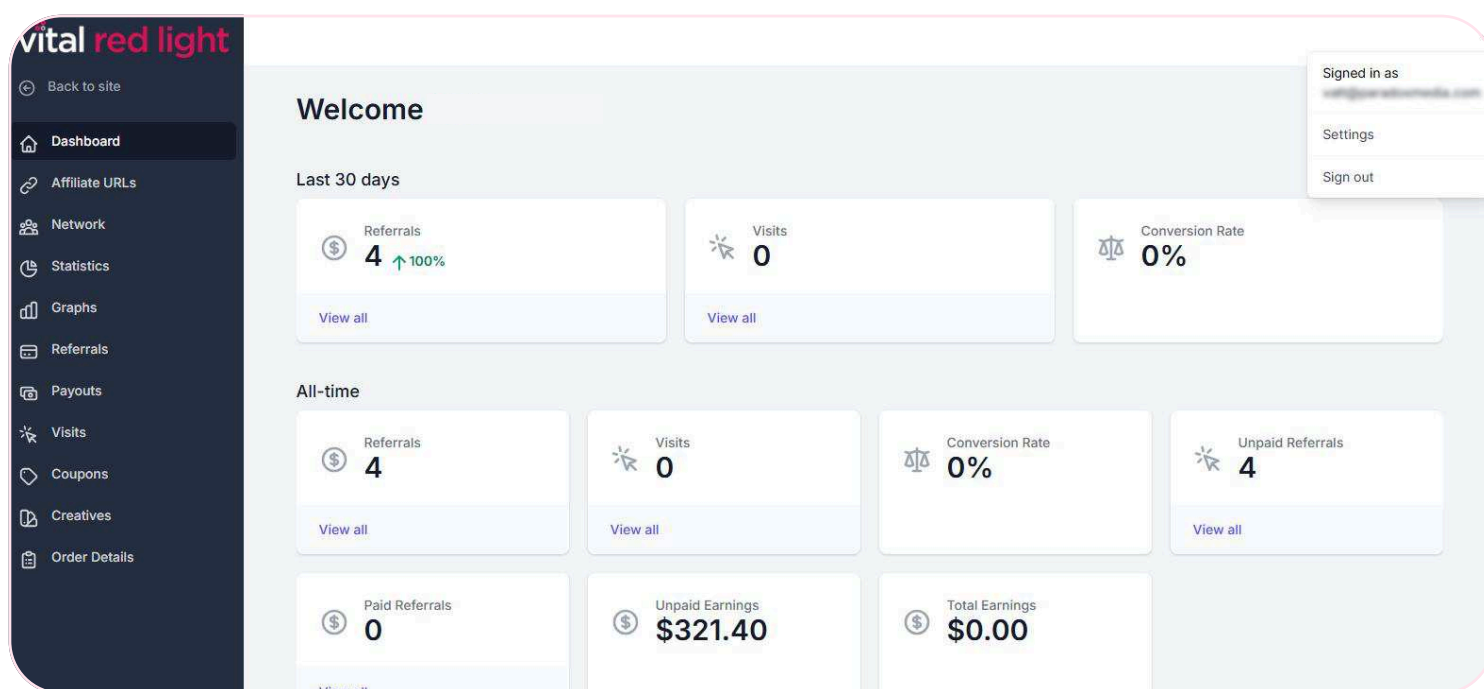 vital red light
Back to site
Dashboard
Affiliate URLs
Network
Statistics
Graphs
Referrals
Payouts
Visits
Coupons
Creatives
Order Details
Signed in as
Settings
Sign out
Welcome
Last 30 days
Referrals
4 100%
View all
Visits
0
View all
Conversion Rate
0%
All-time
Referrals
4
View all
Visits
0
View all
Conversion Rate
0%
Unpaid Referrals
4
View all
Paid Referrals
0
Unpaid Earnings
$321.40
Total Earnings
$0.00